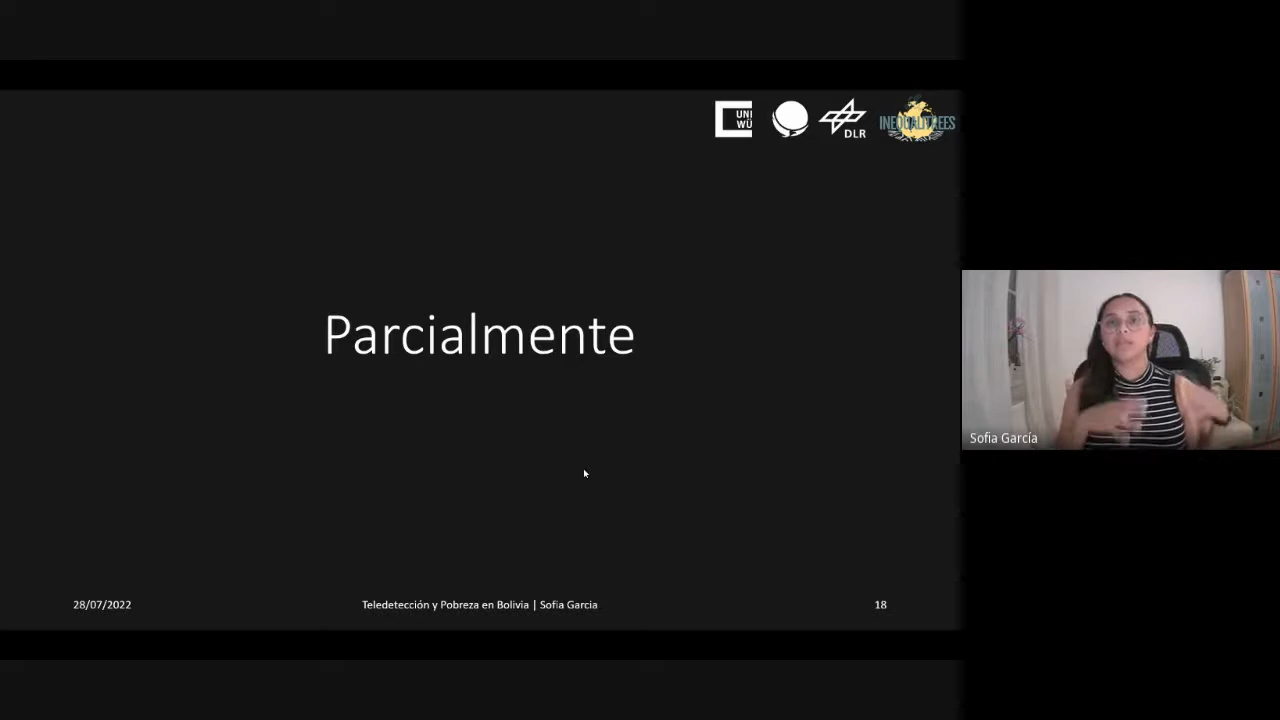 UNI
WÜ
DLR
INEQUALITREES
Parcialmente
Sofia García
28/07/2022
Teledetección y Pobreza en Bolivia | Sofia Garcia
18